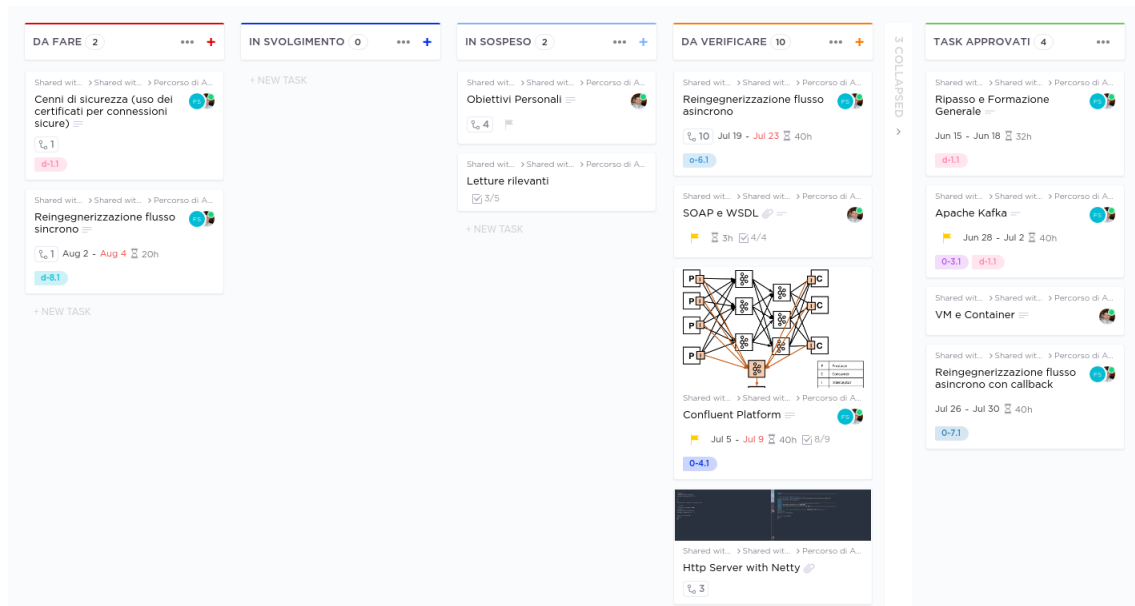 DA FARE 2
Shared wit... > Shared wit... > Percorso di A...
Cenni di sicurezza (uso dei
certificati per connessioni
sicure)
1
d-1.1
Shared wit... > Shared wit... > Percorso di A...
Reingegnerizzazione flusso
sincrono
FS
1 Aug 2 - Aug 4 20h
d-8.1
+ NEW TASK
IN SVOLGIMENTO 0
+ NEW TASK
IN SOSPESO 2
Shared wit... > Shared wit... > Percorso di A...
Obiettivi Personali
4
Shared wit... > Shared wit... > Percorso di A...
Letture rilevanti
3/5
+ NEW TASK
DA VERIFICARE 10
Shared wit... > Shared wit... > Percorso di A...
Reingegnerizzazione flusso
asincrono
FS
10 Jul 19 - Jul 23 40h
o-6.1
Shared wit... > Shared wit... > Percorso di A...
SOAP e WSDL
3h 4/4
P C
P C
P
P C
P Producer
C Consumer
I Interceptor
Shared wit... > Shared wit... > Percorso di A...
Confluent Platform
FS
Jul 5 - Jul 9 40h 8/9
0-4.1
Shared wit... > Shared wit... > Percorso di A...
Http Server with Netty
3
3 COLLAPSED
TASK APPROVATI 4
Shared wit... > Shared wit... > Percorso di A...
Ripasso e Formazione
Generale
FS
Jun 15 - Jun 18 32h
d-1.1
Shared wit... > Shared wit... > Percorso di A...
Apache Kafka
FS
Jun 28 - Jul 2 40h
0-3.1 d-1.1
Shared wit... > Shared wit... > Percorso di A...
VM e Container
Shared wit... > Shared wit... > Percorso di A...
Reingegnerizzazione flusso
asincrono con callback
FS
Jul 26 - Jul 30 40h
0-7.1